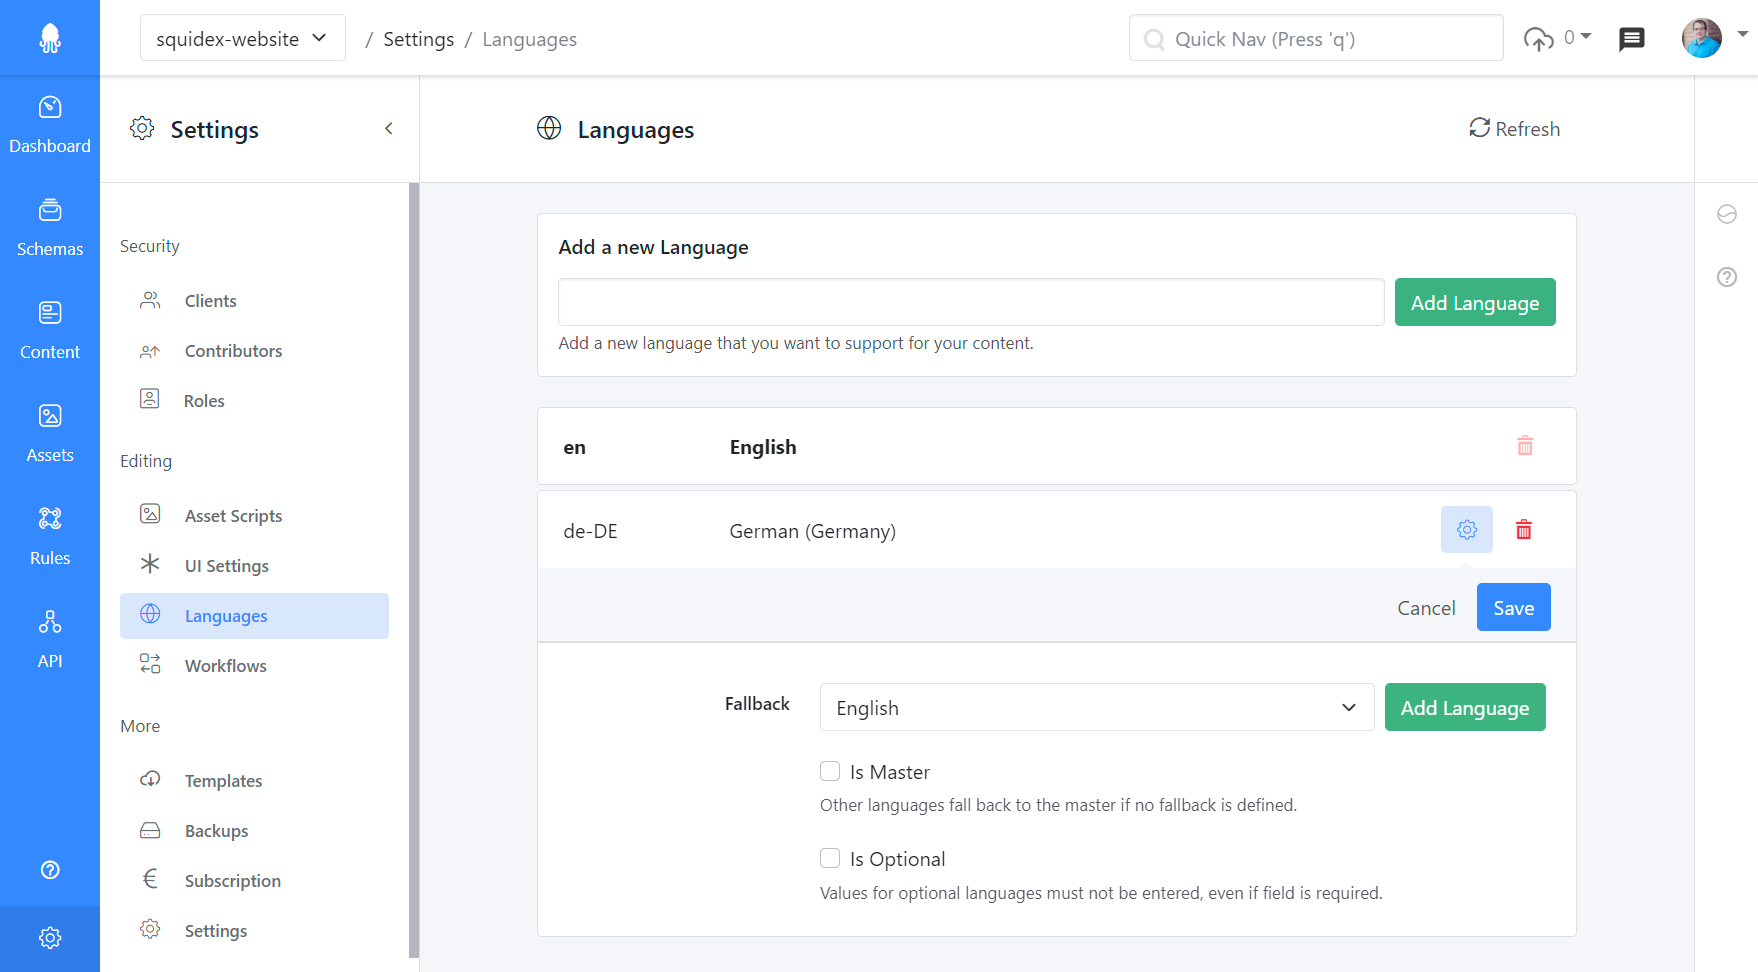 squidex-website / Settings / Languages
Quick Nav (Press 'q')
0
Dashboard
Schemas
Content
Assets
Rules
API
Settings
Security
Clients
Contributors
Roles
Editing
Asset Scripts
UI Settings
Languages
Workflows
More
Templates
Backups
Subscription
Settings
Languages
Refresh
Add a new Language
Add Language
Add a new language that you want to support for your content.
en English
de-DE German (Germany)
Cancel Save
Fallback English Add Language
Is Master
Other languages fall back to the master if no fallback is defined.
Is Optional
Values for optional languages must not be entered, even if field is required.